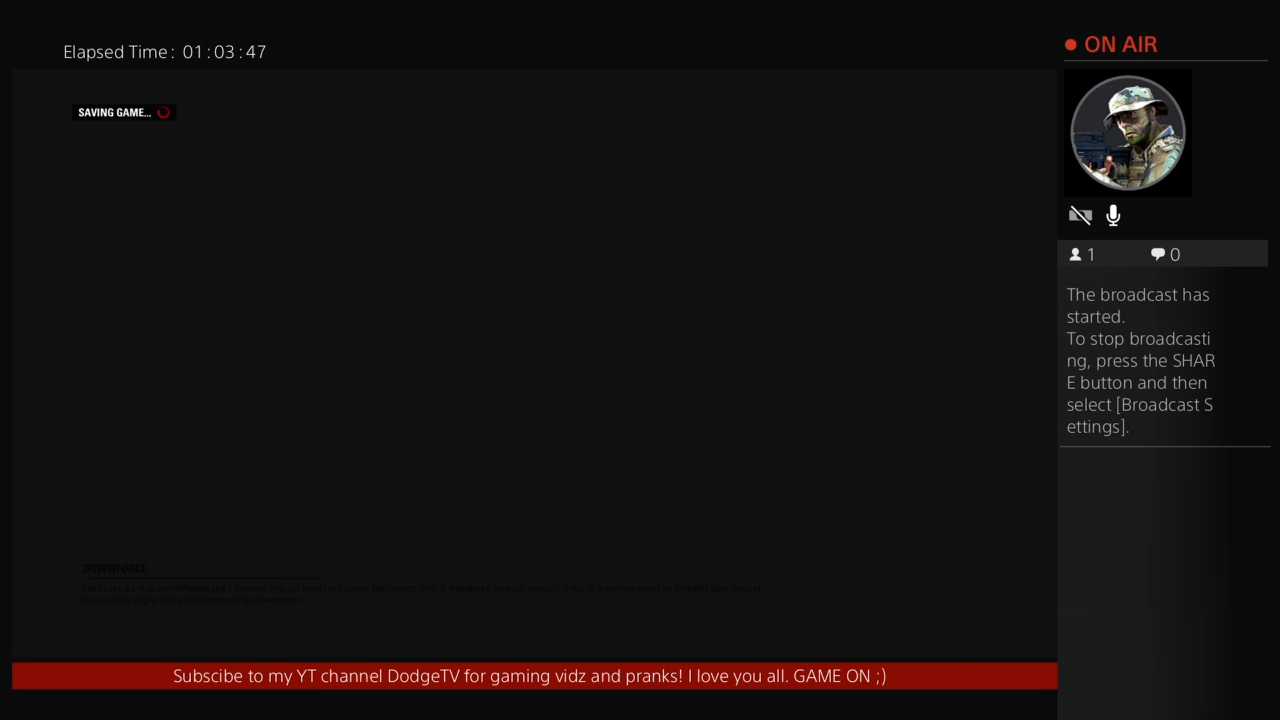 Elapsed Time: 01:03:47
ON AIR
SAVING GAME...
1
0
The broadcast has
started.
To stop broadcasti
ng, press the SHAR
E button and then
select [Broadcast S
ettings].
DOWNFORCE
Subscibe to my YT channel DodgeTV for gaming vidz and pranks! I love you all. GAME ON ;)